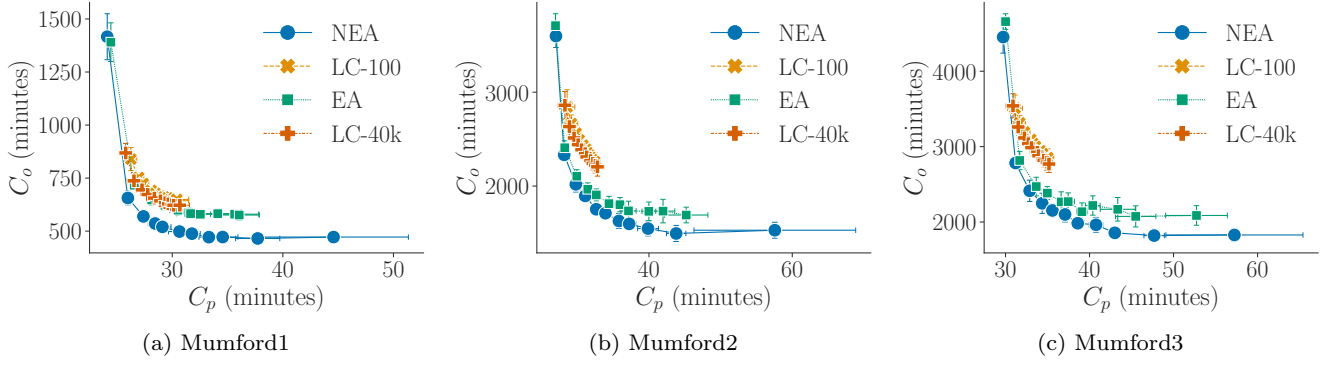 1500
1250
1000
750
500
C_o (minutes)
NEA
LC-100
EA
LC-40k
30
40
50
C_p (minutes)
(a) Mumford1
3000
2000
C_o (minutes)
NEA
LC-100
EA
LC-40k
40
60
C_p (minutes)
(b) Mumford2
4000
3000
2000
C_o (minutes)
NEA
LC-100
EA
LC-40k
30
40
50
60
C_p (minutes)
(c) Mumford3